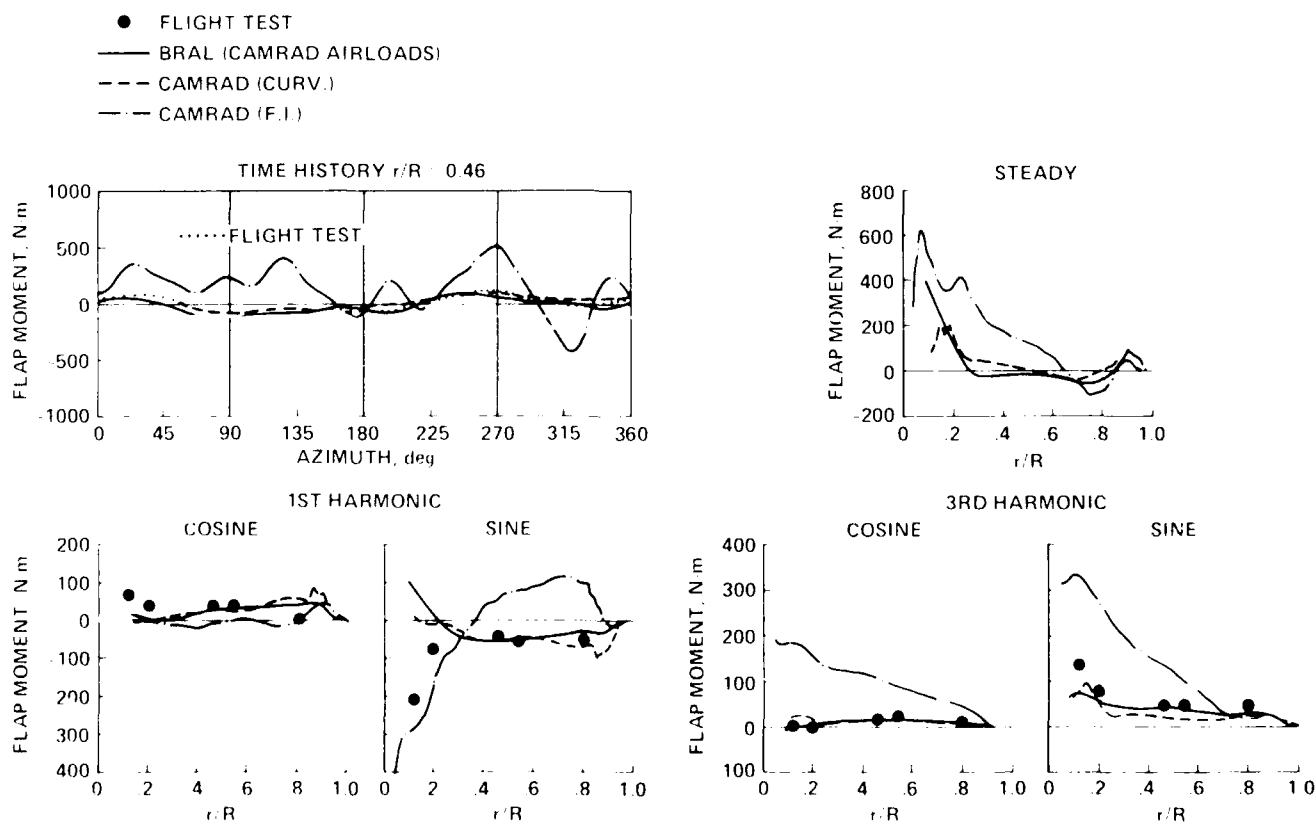 FLIGHT TEST
BRAL (CAMRAD AIRLOADS)
CAMRAD (CURV.)
CAMRAD (F.I.)
TIME HISTORY r/R 0.46
FLAP MOMENT, N·m
1000
500
0
-500
-1000
FLIGHT TEST
0 45 90 135 180 225 270 315 360
AZIMUTH, deg
STEADY
FLAP MOMENT, N·m
800
600
400
200
0
-200
0 .2 .4 .6 .8 1.0
r/R
1ST HARMONIC
COSINE SINE
FLAP MOMENT N·m
200
100
0
100
200
300
400
0 .2 .4 .6 .8 1.0
r/R
0 2 .4 .6 .8 1.0
r/R
3RD HARMONIC
COSINE SINE
FLAP MOMENT, N·m
400
300
200
100
0
100
0 .2 .4 .6 .8 1.0
r/R
0 .2 .4 .6 .8 1 0
r/R